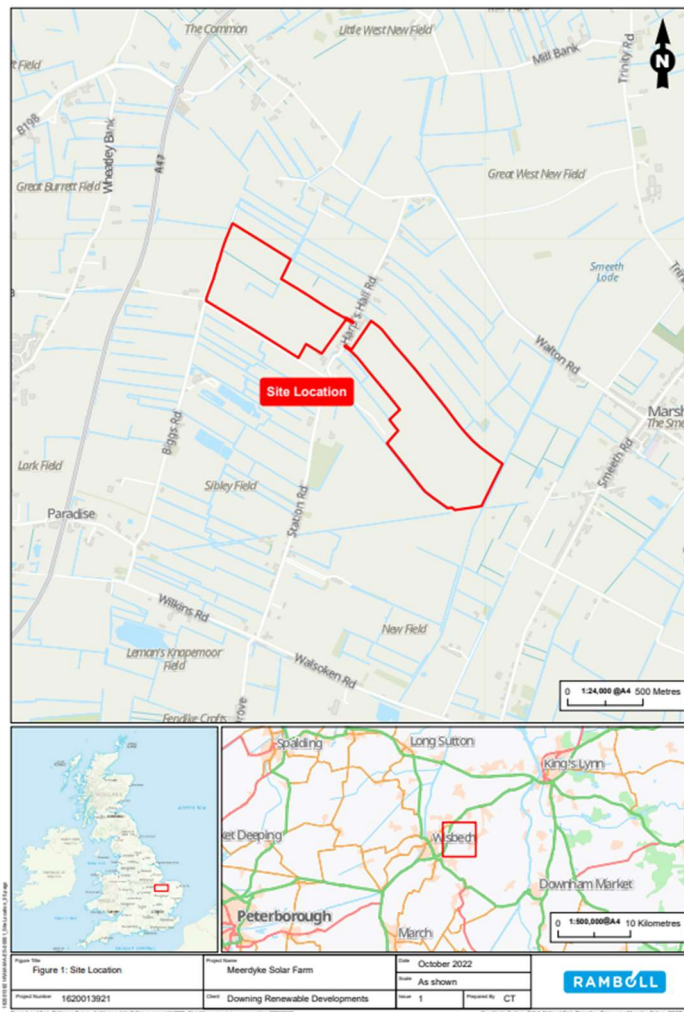 The Common
Little West New Field
Mill Bank
Trinity Rd
N
t Field
B198
Wheatley Bank
A47
Great Burrett Field
Great West New Field
Smeeth
Lode
Harp's Hall Rd
Walton Rd
Site Location
Marsh
The Sme
Smeeth Rd
Biggs Rd
Lark Field
Sibley Field
Station Rd
Paradise
Wilkins Rd
New Field
Leman's Knapemoor
Field
Walsoken Rd
Fendike Crofts
rove
0 1:24,000 @A4 500 Metres
Spalding
Long Sutton
King's Lynn
ket Deeping
Wisbech
Downham Market
Peterborough
March
0 1:500,000@A4 10 Kilometres
Figure Title
Figure 1: Site Location
Project Name
Meerdyke Solar Farm
Date
October 2022
Scale
As shown
Project Number
1620013921
Client
Downing Renewable Developments
Issue
1
Prepared By
CT
RAMBOLL